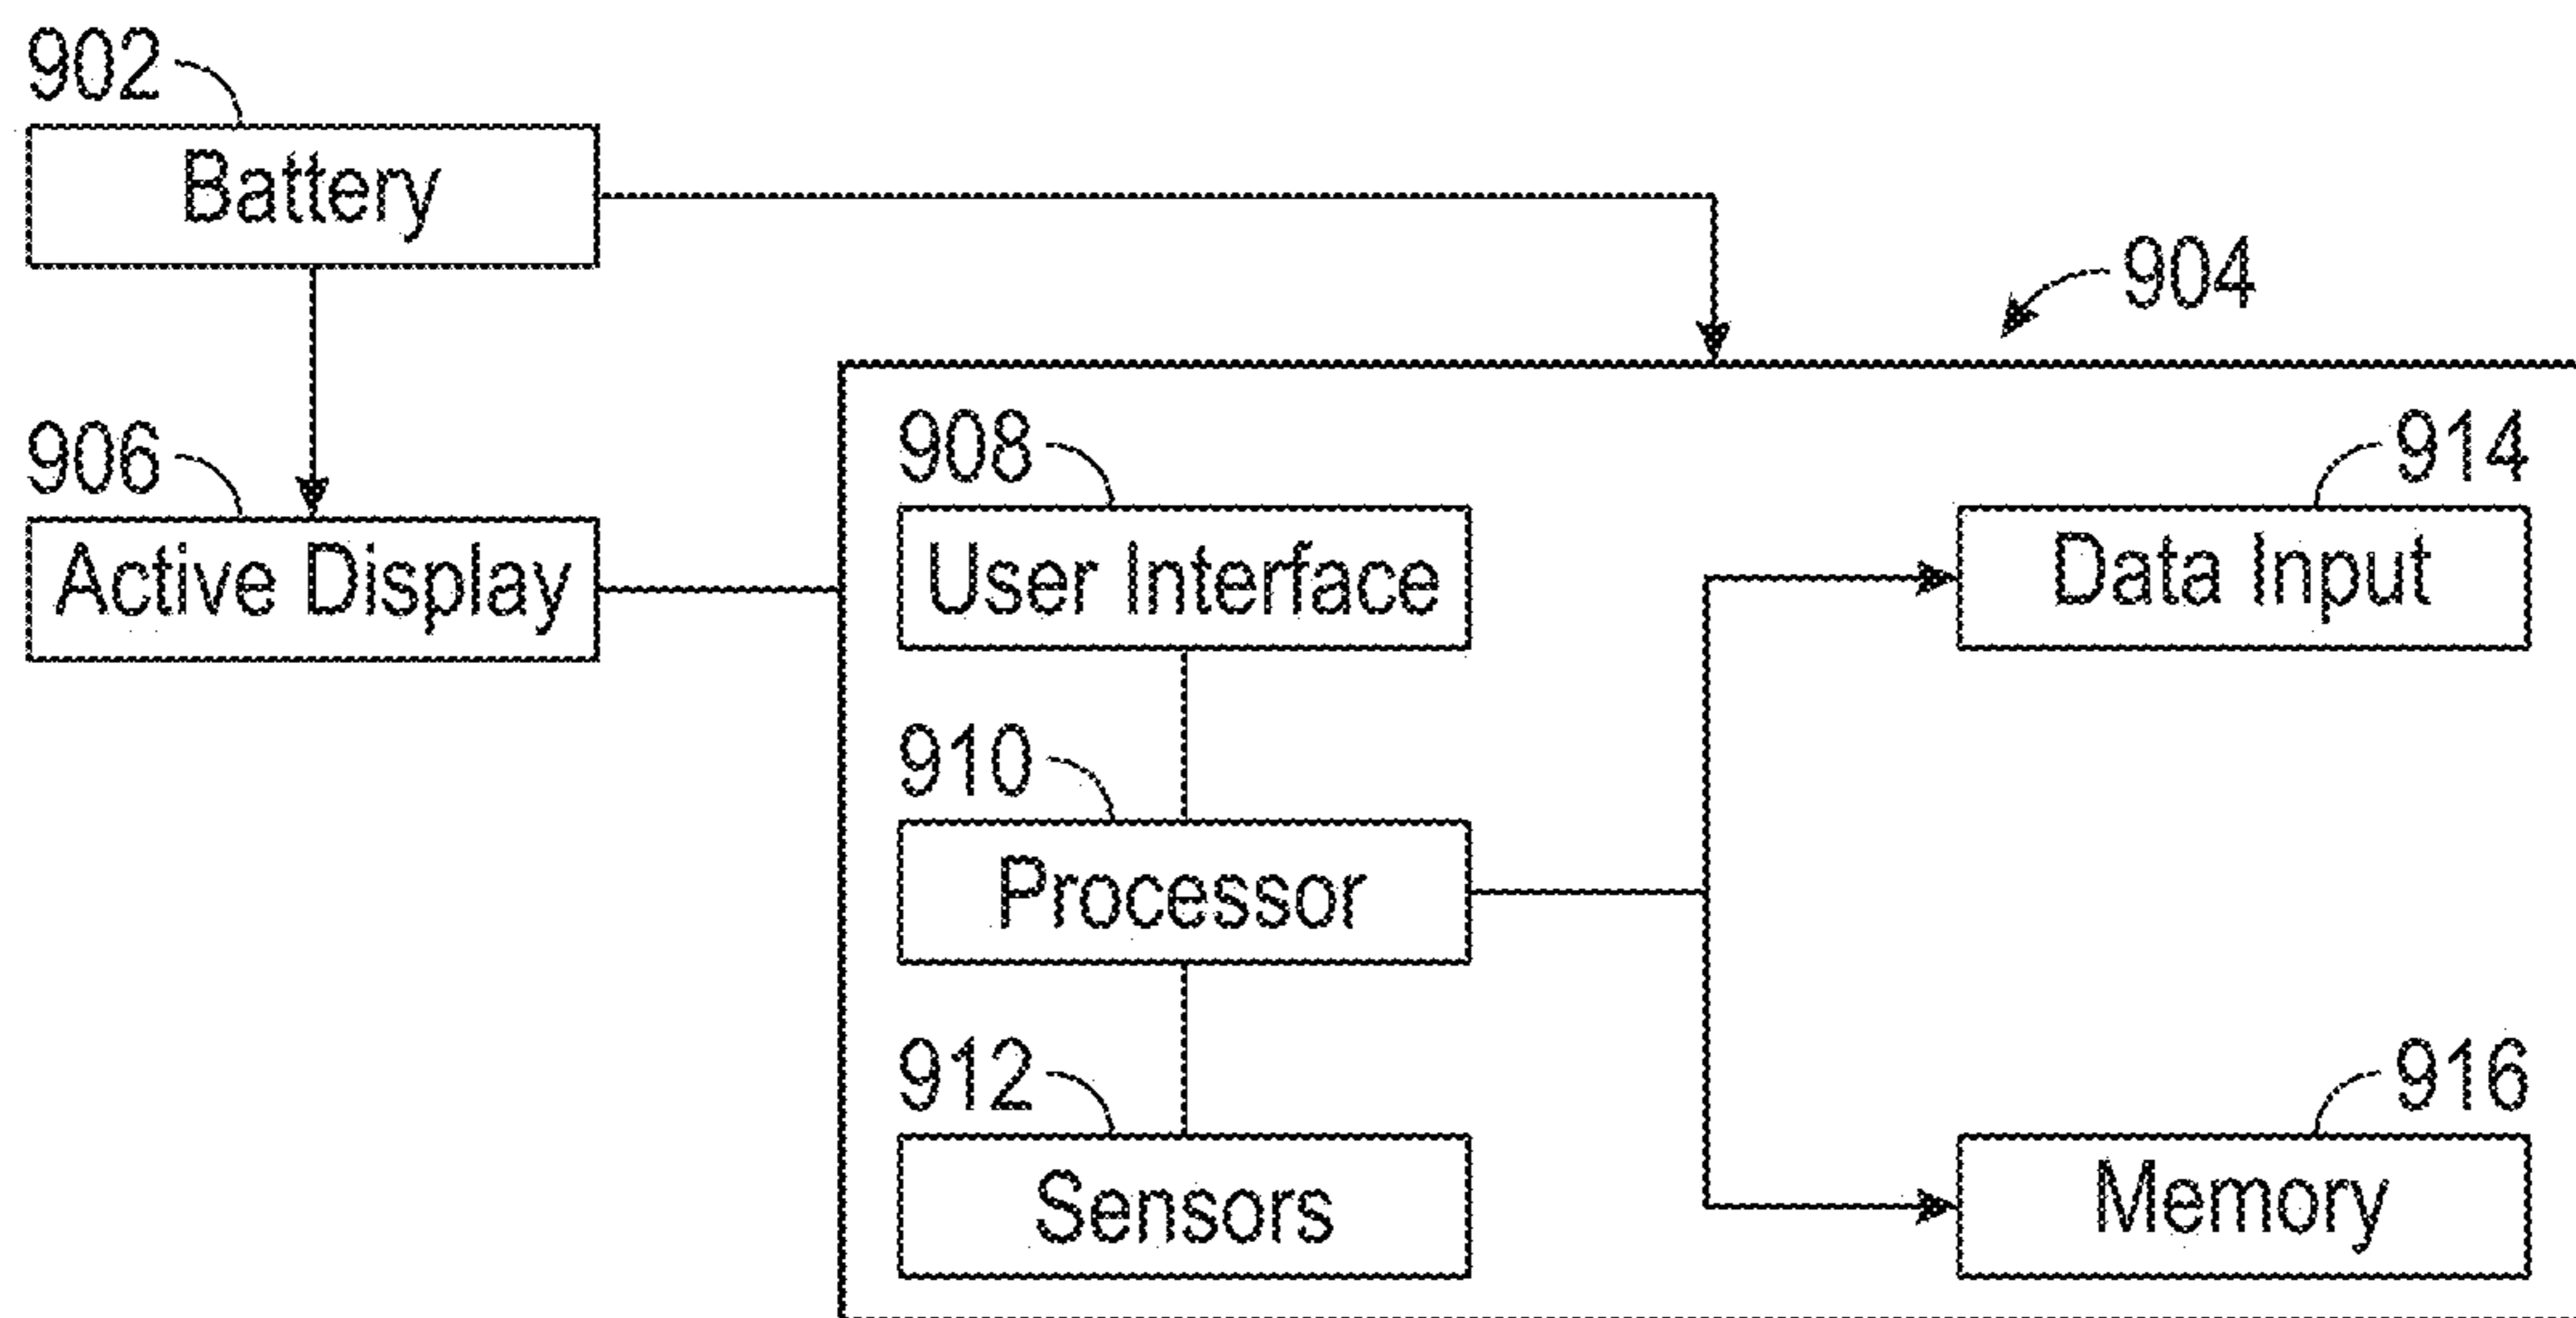 902
Battery
904
906
Active Display
908
User Interface
914
Data Input
910
Processor
912
Sensors
916
Memory